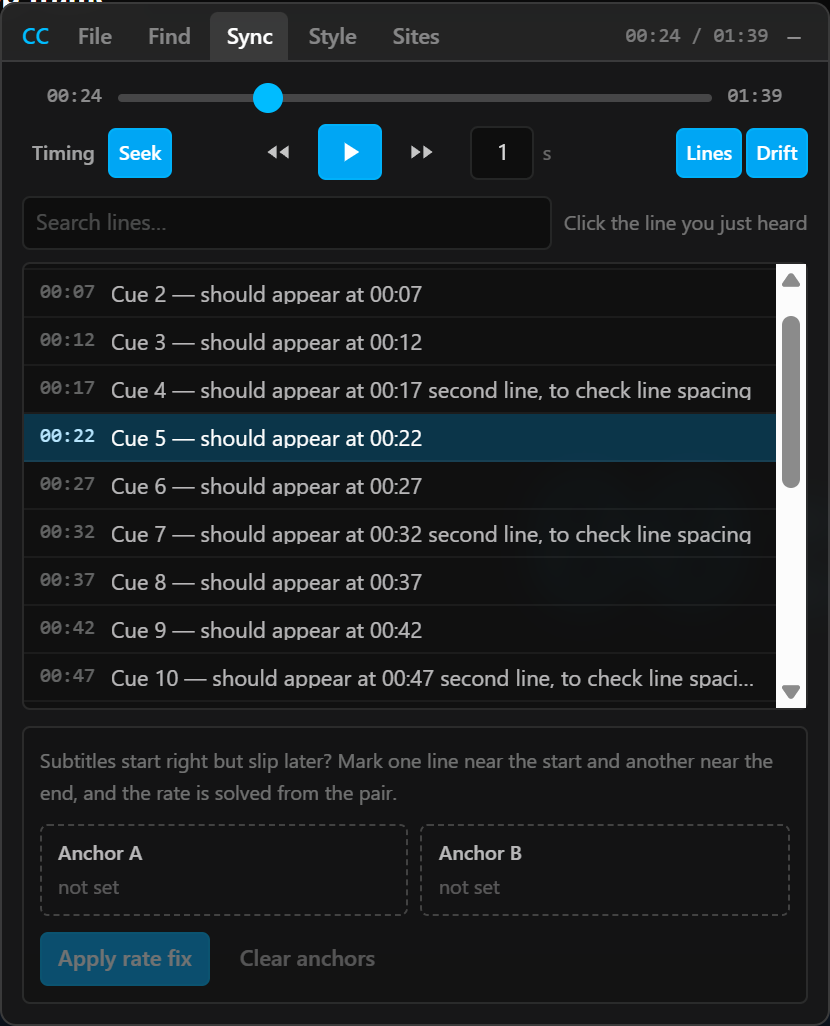 CC File Find Sync Style Sites 00:24 / 01:39 –
00:24 01:39
Timing Seek 1 s Lines Drift
Search lines... Click the line you just heard
00:07 Cue 2 — should appear at 00:07
00:12 Cue 3 — should appear at 00:12
00:17 Cue 4 — should appear at 00:17 second line, to check line spacing
00:22 Cue 5 — should appear at 00:22
00:27 Cue 6 — should appear at 00:27
00:32 Cue 7 — should appear at 00:32 second line, to check line spacing
00:37 Cue 8 — should appear at 00:37
00:42 Cue 9 — should appear at 00:42
00:47 Cue 10 — should appear at 00:47 second line, to check line spaci...
Subtitles start right but slip later? Mark one line near the start and another near the
end, and the rate is solved from the pair.
Anchor A Anchor B
not set not set
Apply rate fix Clear anchors